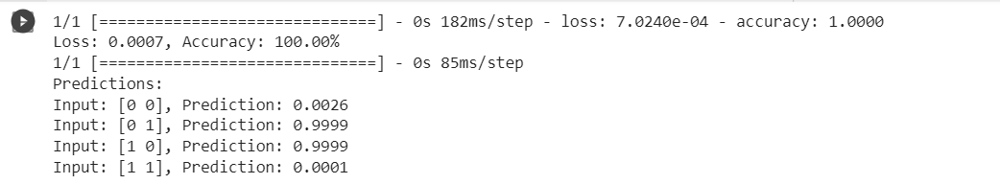 1/1 [==============================] - 0s 182ms/step - loss: 7.0240e-04 - accuracy: 1.0000
Loss: 0.0007, Accuracy: 100.00%
1/1 [==============================] - 0s 85ms/step
Predictions:
Input: [0 0], Prediction: 0.0026
Input: [0 1], Prediction: 0.9999
Input: [1 0], Prediction: 0.9999
Input: [1 1], Prediction: 0.0001